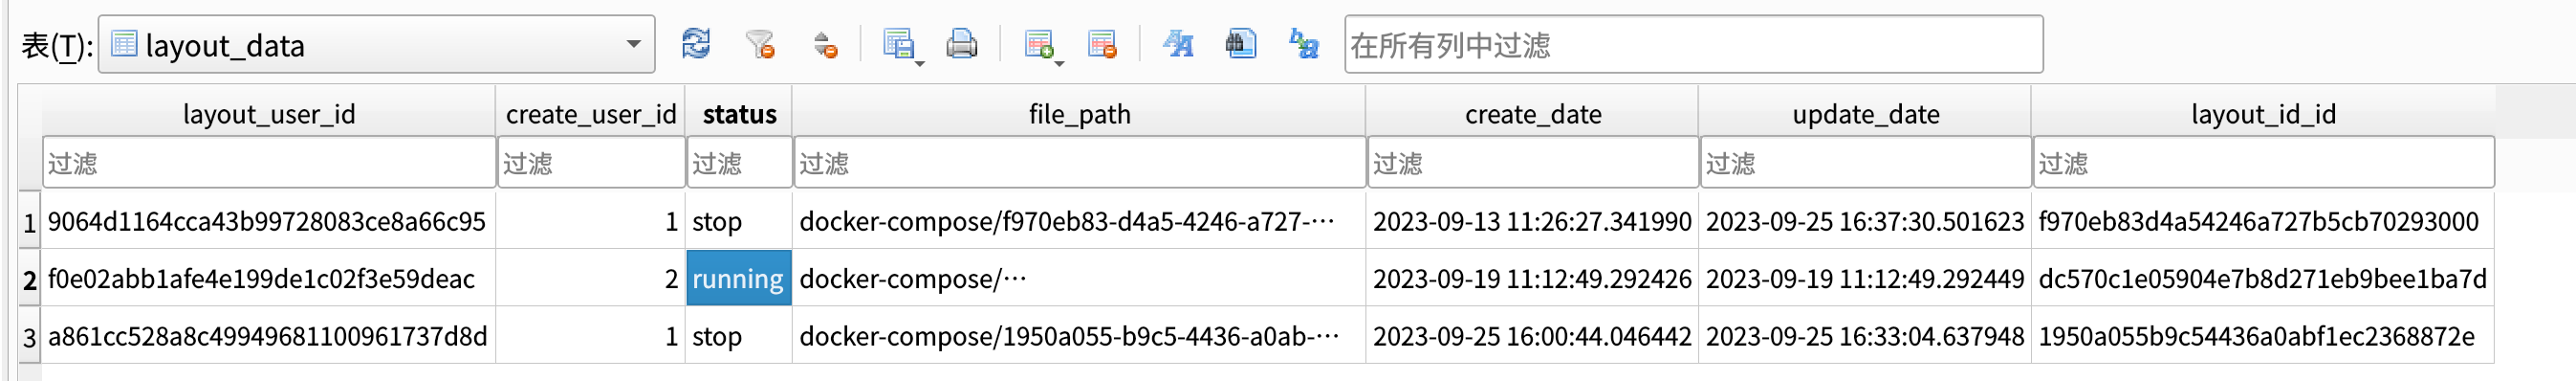 表(T): layout_data 在所有列中过滤
layout_user_id create_user_id status file_path create_date update_date layout_id_id
过滤 过滤 过滤 过滤 过滤 过滤 过滤
1 9064d1164cca43b99728083ce8a66c95 1 stop docker-compose/f970eb83-d4a5-4246-a727-… 2023-09-13 11:26:27.341990 2023-09-25 16:37:30.501623 f970eb83d4a54246a727b5cb70293000
2 f0e02abb1afe4e199de1c02f3e59deac 2 running docker-compose/… 2023-09-19 11:12:49.292426 2023-09-19 11:12:49.292449 dc570c1e05904e7b8d271eb9bee1ba7d
3 a861cc528a8c49949681100961737d8d 1 stop docker-compose/1950a055-b9c5-4436-a0ab-… 2023-09-25 16:00:44.046442 2023-09-25 16:33:04.637948 1950a055b9c54436a0abf1ec2368872e